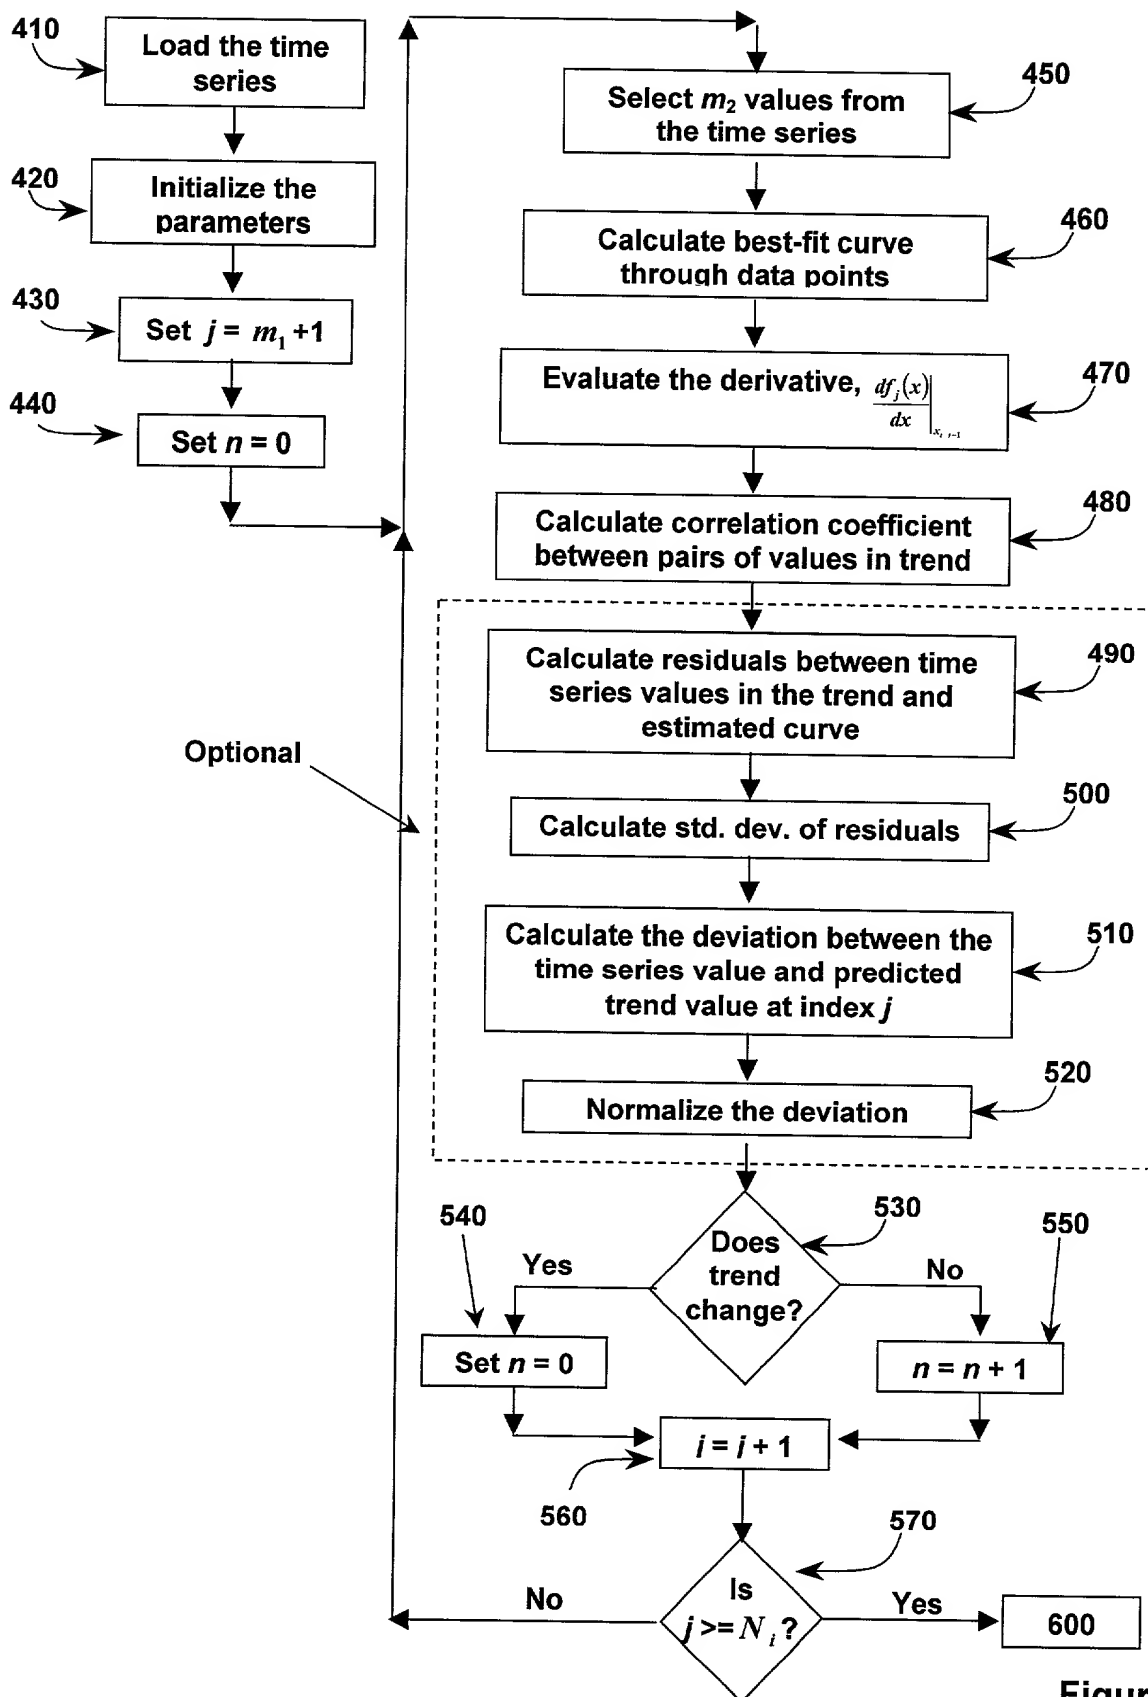 410
Load the time
series
420
Initialize the
parameters
430
Set j = m₁ +1
440
Set n = 0
450
Select m₂ values from
the time series
460
Calculate best-fit curve
through data points
470
Evaluate the derivative, df_j(x)/dx|
480
Calculate correlation coefficient
between pairs of values in trend
Optional
490
Calculate residuals between time
series values in the trend and
estimated curve
500
Calculate std. dev. of residuals
510
Calculate the deviation between the
time series value and predicted
trend value at index j
520
Normalize the deviation
530
Does
trend
change?
Yes
No
540
Set n = 0
550
n = n + 1
560
j = j + 1
570
Is
j >= N_i ?
No
Yes
600
Figur